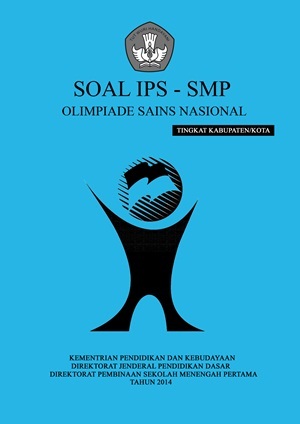 SOAL IPS - SMP
OLIMPIADE SAINS NASIONAL
TINGKAT KABUPATEN/KOTA
KEMENTRIAN PENDIDIKAN DAN KEBUDAYAAN
DIREKTORAT JENDERAL PENDIDIKAN DASAR
DIREKTORAT PEMBINAAN SEKOLAH MENENGAH PERTAMA
TAHUN 2014